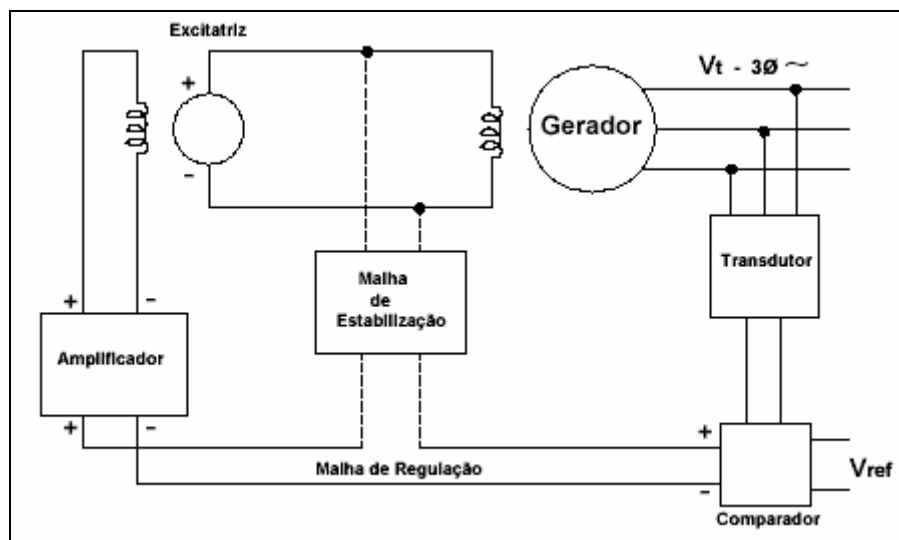 Excitatriz
Vt - 3Ø ~
+
-
Gerador
Transdutor
Malha
de
Estabilização
+ -
Amplificador
+ -
+
Malha de Regulação
-
Vref
Comparador